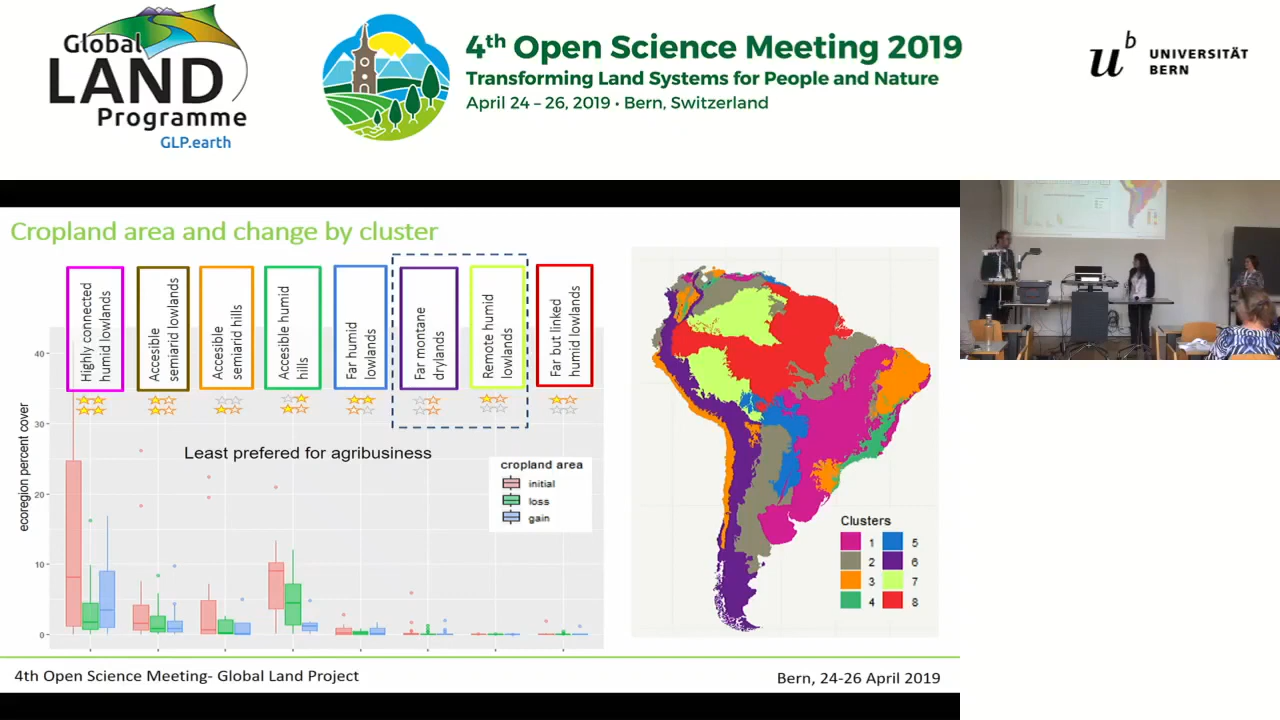 Global
LAND
Programme
GLP.earth
4th Open Science Meeting 2019
Transforming Land Systems for People and Nature
April 24 – 26, 2019 • Bern, Switzerland
ub
UNIVERSITÄT
BERN
Cropland area and change by cluster
Highly connected
humid lowlands
Accesible
semiarid lowlands
Accesible
semiarid hills
Accesible humid
hills
Far humid
lowlands
Far montane
drylands
Remote humid
lowlands
Far but linked
humid lowlands
Least prefered for agribusiness
ecoregion percent cover
40
30
20
10
0
cropland area
initial
loss
gain
Clusters
1 5
2 6
3 7
4 8
4th Open Science Meeting- Global Land Project
Bern, 24-26 April 2019